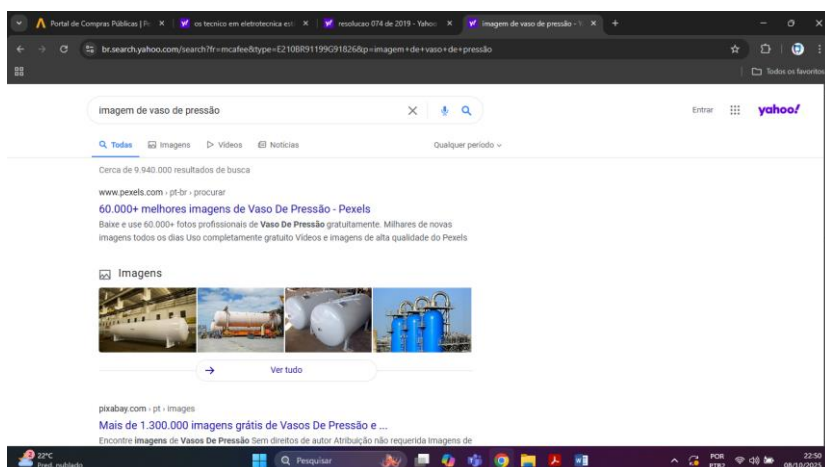 Portal de Compras Públicas | Pr
os tecnico em eletrotecnica est
resolucao 074 de 2019 - Yahoo
imagem de vaso de pressão - Y
br.search.yahoo.com/search?fr=mcafee&type=E210BR91199G91826&p=imagem+de+vaso+de+pressão
Todos os favoritos
imagem de vaso de pressão
Entrar
yahoo!
Todas
Imagens
Vídeos
Notícias
Qualquer período
Cerca de 9.940.000 resultados de busca
www.pexels.com › pt-br › procurar
60.000+ melhores imagens de Vaso De Pressão - Pexels
Baixe e use 60.000+ fotos profissionais de Vaso De Pressão gratuitamente. Milhares de novas
imagens todos os dias Uso completamente gratuito Vídeos e imagens de alta qualidade do Pexels
Imagens
Ver tudo
pixabay.com › pt › images
Mais de 1.300.000 imagens grátis de Vasos De Pressão e ...
Encontre imagens de Vasos De Pressão Sem direitos de autor Atribuição não requerida Imagens de
22°C
Pred. nublado
Pesquisar
POR
PTB2
22:50
08/10/2025